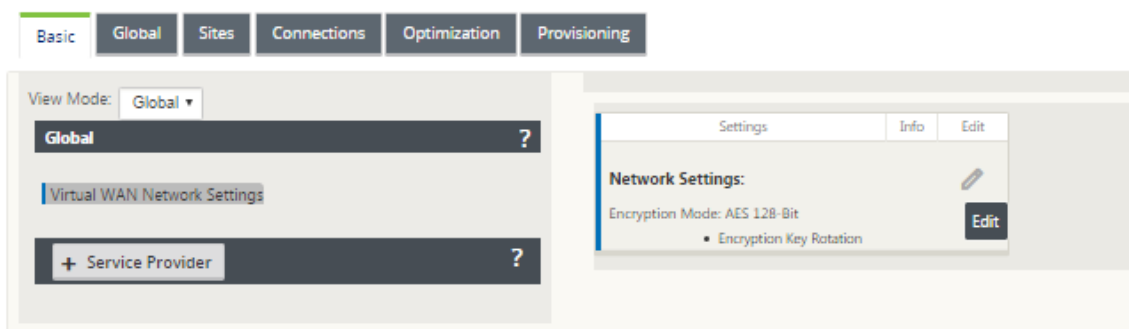 Basic Global Sites Connections Optimization Provisioning
View Mode: Global ▾
Global ?
Virtual WAN Network Settings
+ Service Provider ?
Settings Info Edit
Network Settings:
Encryption Mode: AES 128-Bit
Edit
• Encryption Key Rotation